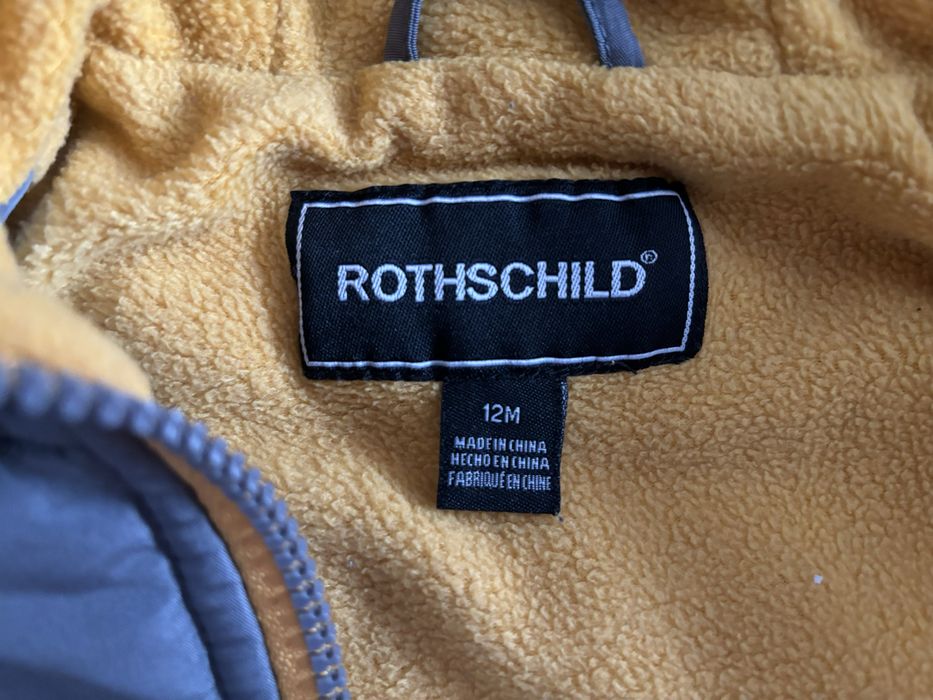 ROTHSCHILD®
12M
MADE IN CHINA
HECHO EN CHINA
FABRIQUÉ EN CHINE